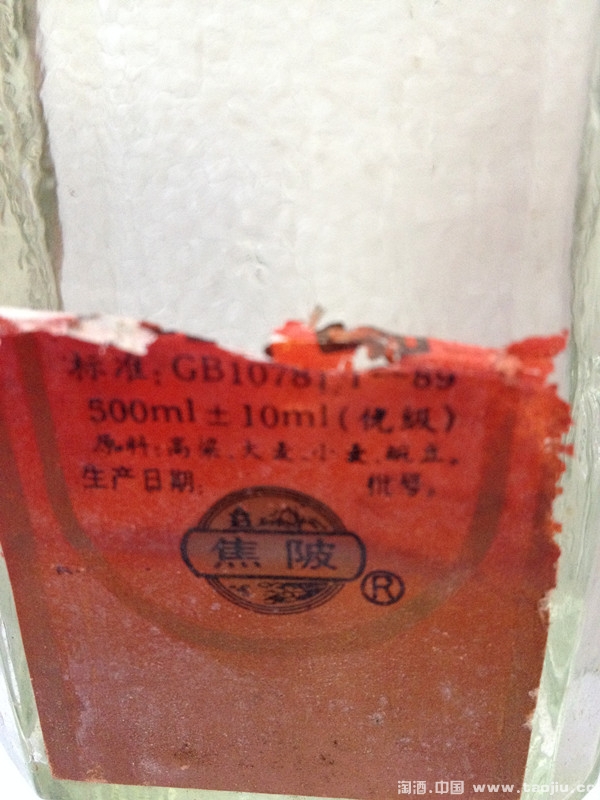 标准:GB10781.1—89
500ml±10ml(优级)
原料:高粱、大麦、小麦、豌豆。
生产日期: 批号:
焦陂
®
淘酒.中国 www.taojiu.co